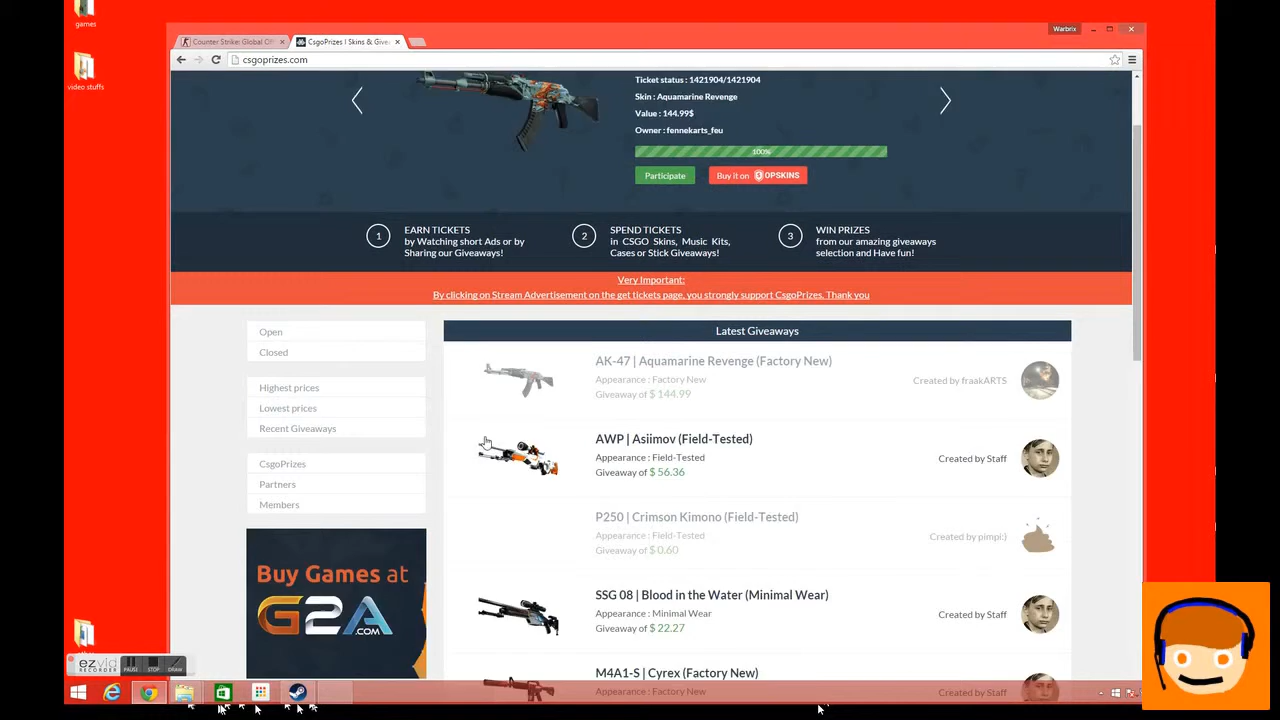 games
video stuffs
Warbrix
Counter Strike: Global Of
CsgoPrizes | Skins & Give
csgoprizes.com
Ticket status : 1421904/1421904
Skin : Aquamarine Revenge
Value : 144.99$
Owner : fennekarts_feu
100%
Participate
Buy it on OPSKINS
1
EARN TICKETS
by Watching short Ads or by
Sharing our Giveaways!
2
SPEND TICKETS
in CSGO Skins, Music Kits,
Cases or Stick Giveaways!
3
WIN PRIZES
from our amazing giveaways
selection and Have fun!
Very Important:
By clicking on Stream Advertisement on the get tickets page, you strongly support CsgoPrizes. Thank you
Open
Closed
Highest prices
Lowest prices
Recent Giveaways
CsgoPrizes
Partners
Members
Buy Games at
G2A.COM
Latest Giveaways
AK-47 | Aquamarine Revenge (Factory New)
Appearance : Factory New
Giveaway of $ 144.99
Created by fraakARTS
AWP | Asiimov (Field-Tested)
Appearance : Field-Tested
Giveaway of $ 56.36
Created by Staff
P250 | Crimson Kimono (Field-Tested)
Appearance : Field-Tested
Giveaway of $ 0.60
Created by pimpi:)
SSG 08 | Blood in the Water (Minimal Wear)
Appearance : Minimal Wear
Giveaway of $ 22.27
Created by Staff
M4A1-S | Cyrex (Factory New)
Appearance : Factory New
Created by Staff
ezvid
RECORDER
PAUSE
STOP
DRAW